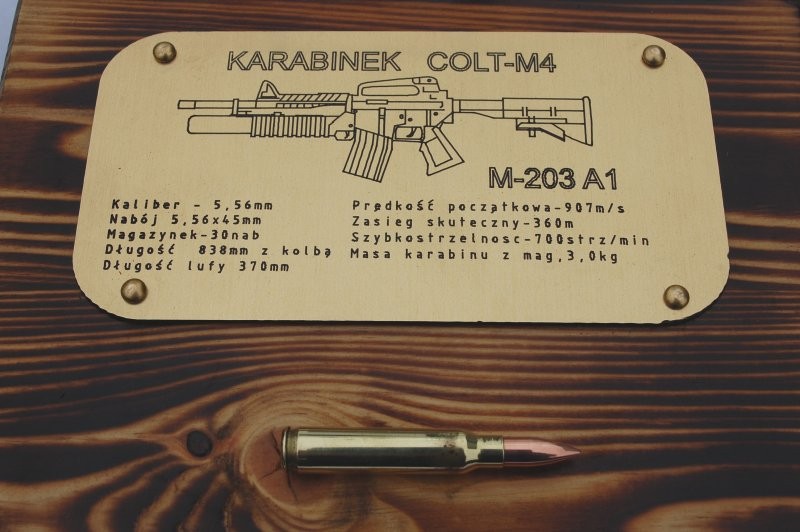 KARABINEK COLT-M4
M-203 A1
Kaliber - 5,56mm
Nabój 5,56x45mm
Magazynek-30nab
Długość 838mm z kolbą
Długość lufy 370mm
Prędkość początkowa-907m/s
Zasieg skuteczny-360m
Szybkostrzelnosc-700strz/min
Masa karabinu z mag,3,0kg